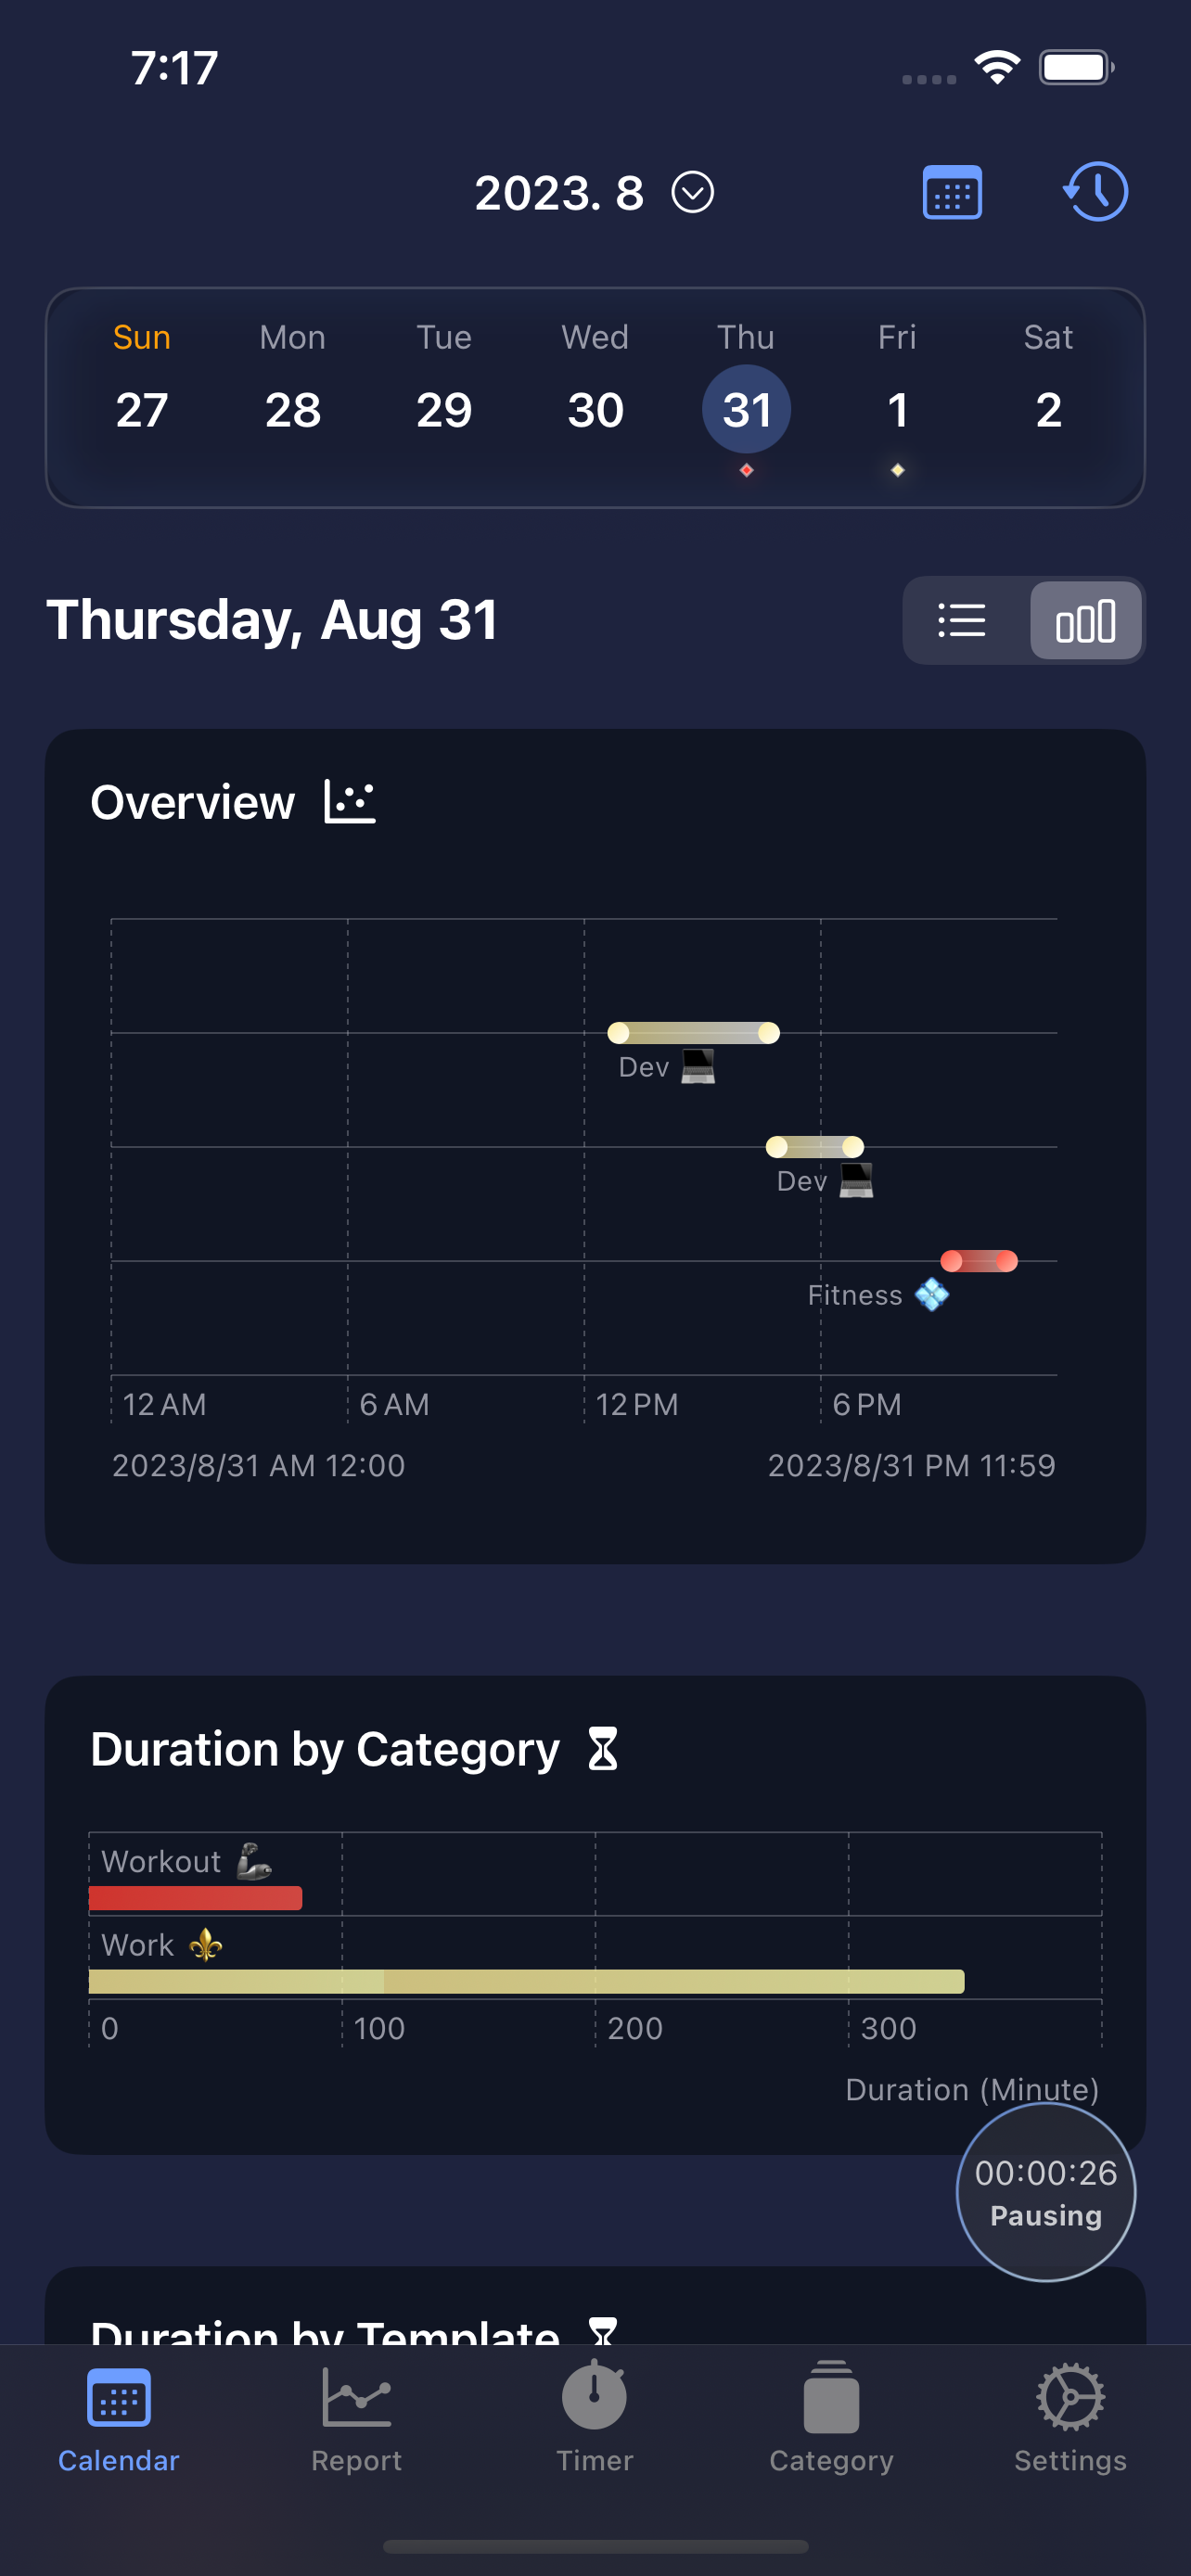 7:17
2023. 8
Sun Mon Tue Wed Thu Fri Sat
27 28 29 30 31 1 2
Thursday, Aug 31
Overview
Dev
Dev
Fitness
12 AM 6 AM 12 PM 6 PM
2023/8/31 AM 12:00 2023/8/31 PM 11:59
Duration by Category
Workout
Work
0 100 200 300
Duration (Minute)
00:00:26
Pausing
Duration by Template
Calendar Report Timer Category Settings